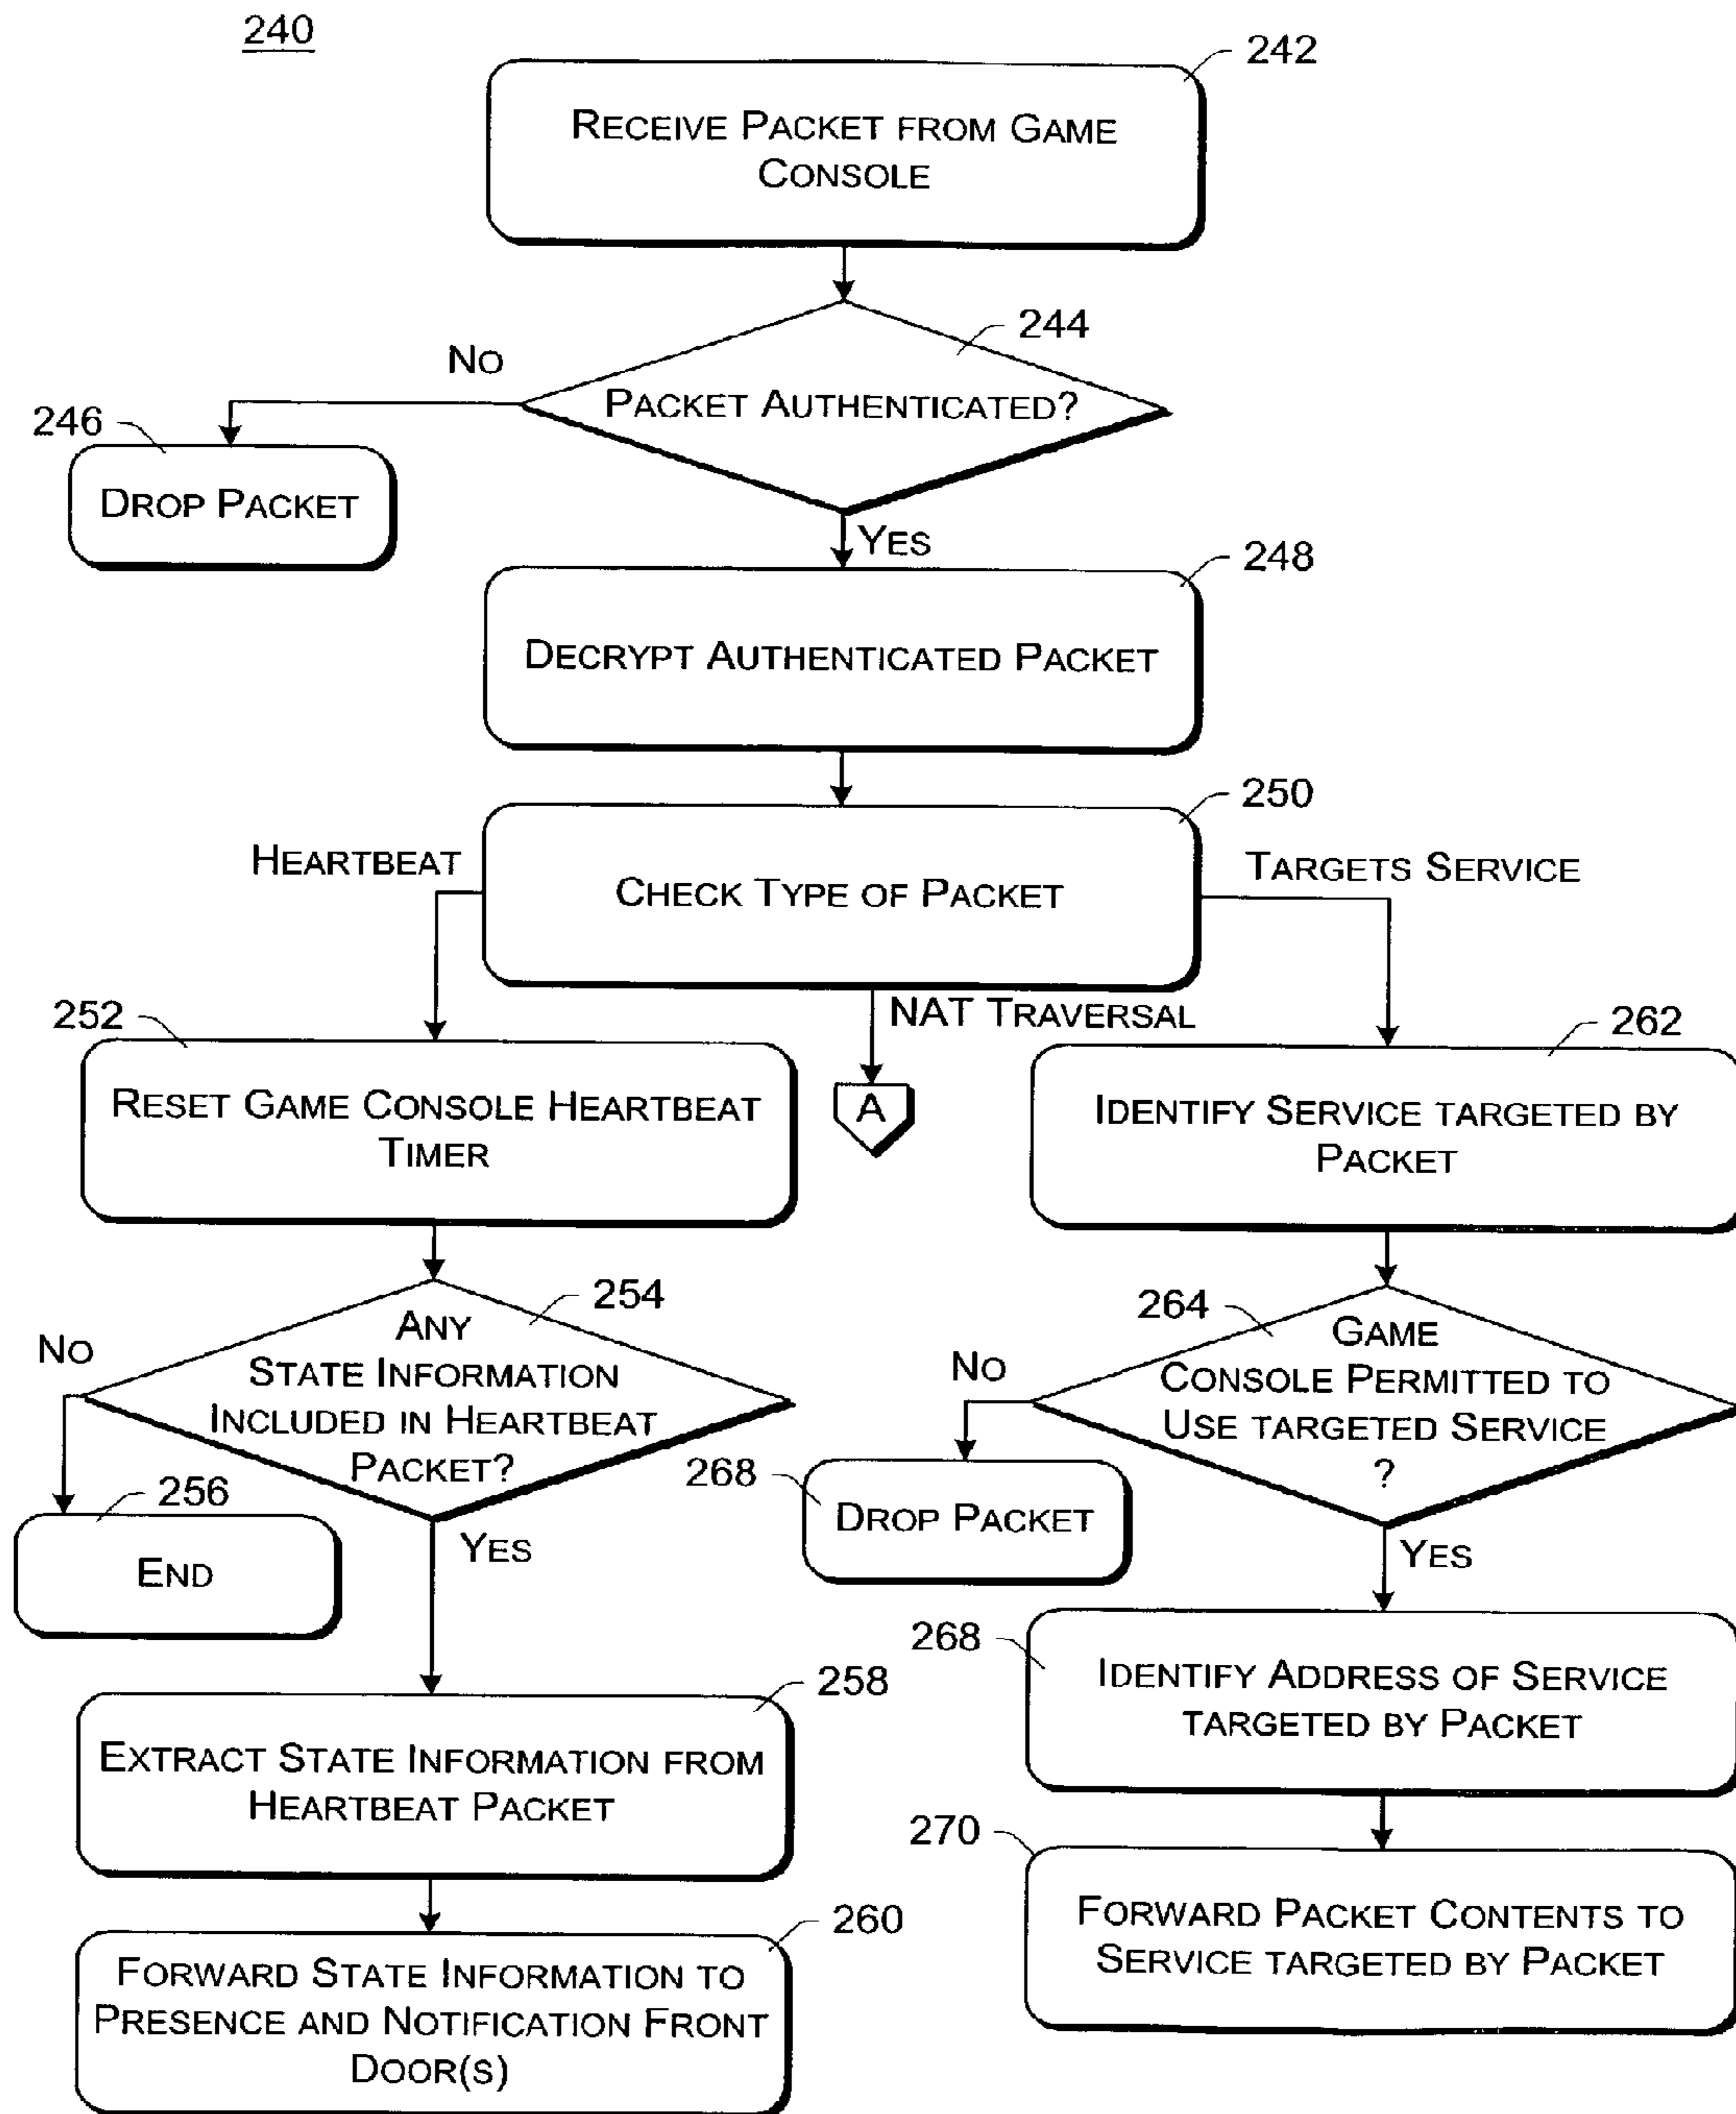 240
242
RECEIVE PACKET FROM GAME
CONSOLE
244
NO
PACKET AUTHENTICATED?
246
DROP PACKET
YES
248
DECRYPT AUTHENTICATED PACKET
250
HEARTBEAT
CHECK TYPE OF PACKET
TARGETS SERVICE
252
NAT TRAVERSAL
262
RESET GAME CONSOLE HEARTBEAT
TIMER
A
IDENTIFY SERVICE TARGETED BY
PACKET
254
NO
ANY
STATE INFORMATION
INCLUDED IN HEARTBEAT
PACKET?
264
NO
GAME
CONSOLE PERMITTED TO
USE TARGETED SERVICE
?
256
END
YES
268
DROP PACKET
YES
258
EXTRACT STATE INFORMATION FROM
HEARTBEAT PACKET
268
IDENTIFY ADDRESS OF SERVICE
TARGETED BY PACKET
260
FORWARD STATE INFORMATION TO
PRESENCE AND NOTIFICATION FRONT
DOOR(S)
270
FORWARD PACKET CONTENTS TO
SERVICE TARGETED BY PACKET